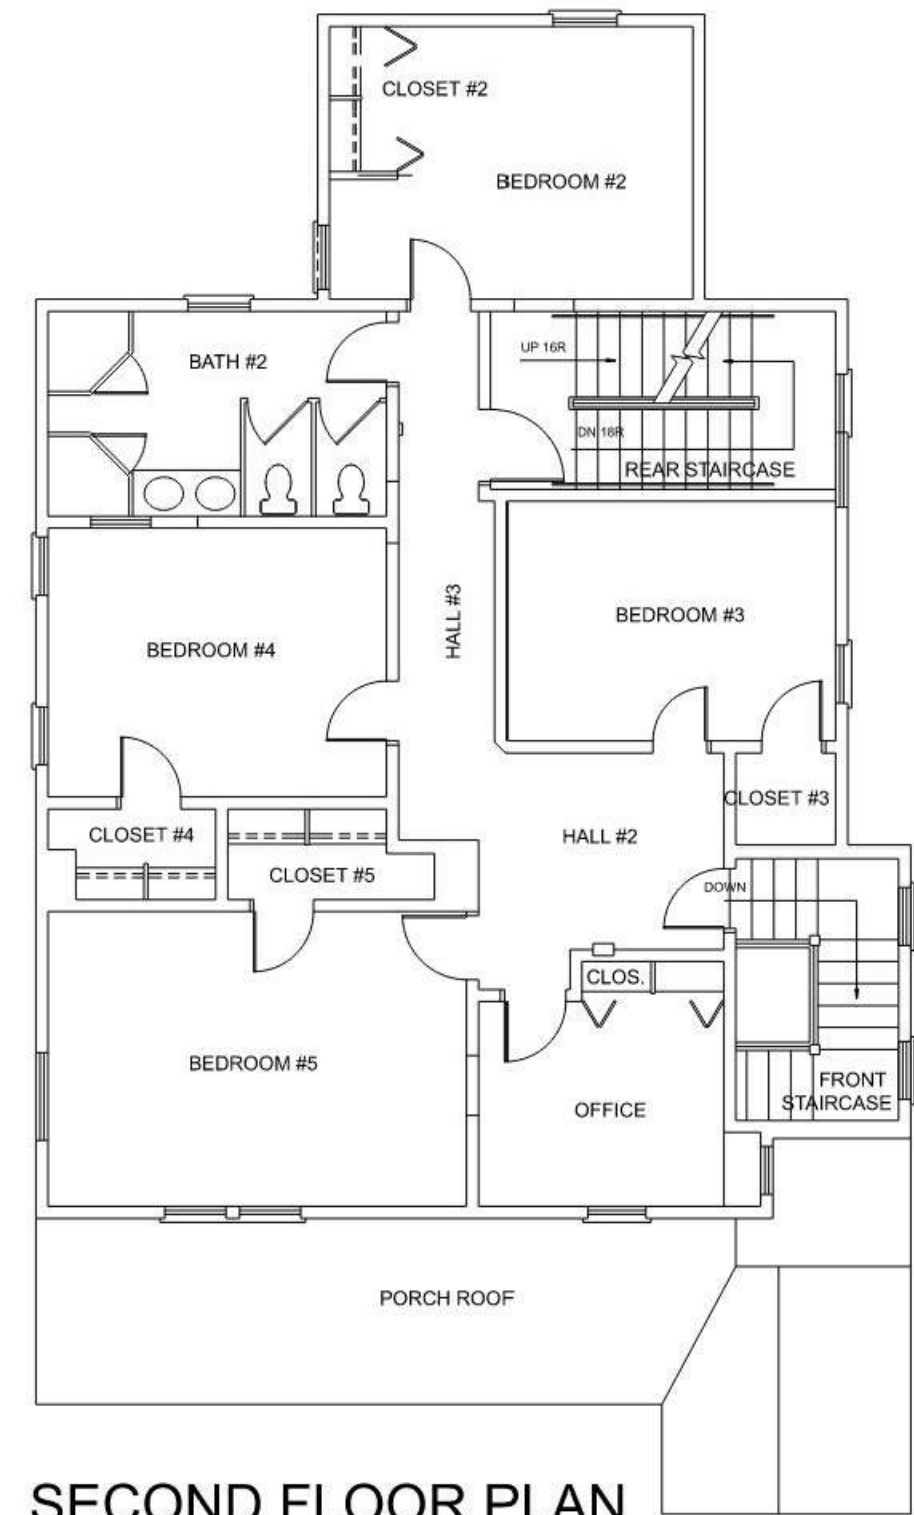 CLOSET #2
BEDROOM #2
BATH #2
UP 16R
DN 18R
REAR STAIRCASE
HALL #3
BEDROOM #3
BEDROOM #4
CLOSET #3
CLOSET #4
HALL #2
CLOSET #5
DOWN
CLOS.
BEDROOM #5
FRONT
STAIRCASE
OFFICE
PORCH ROOF
SECOND FLOOR PLAN